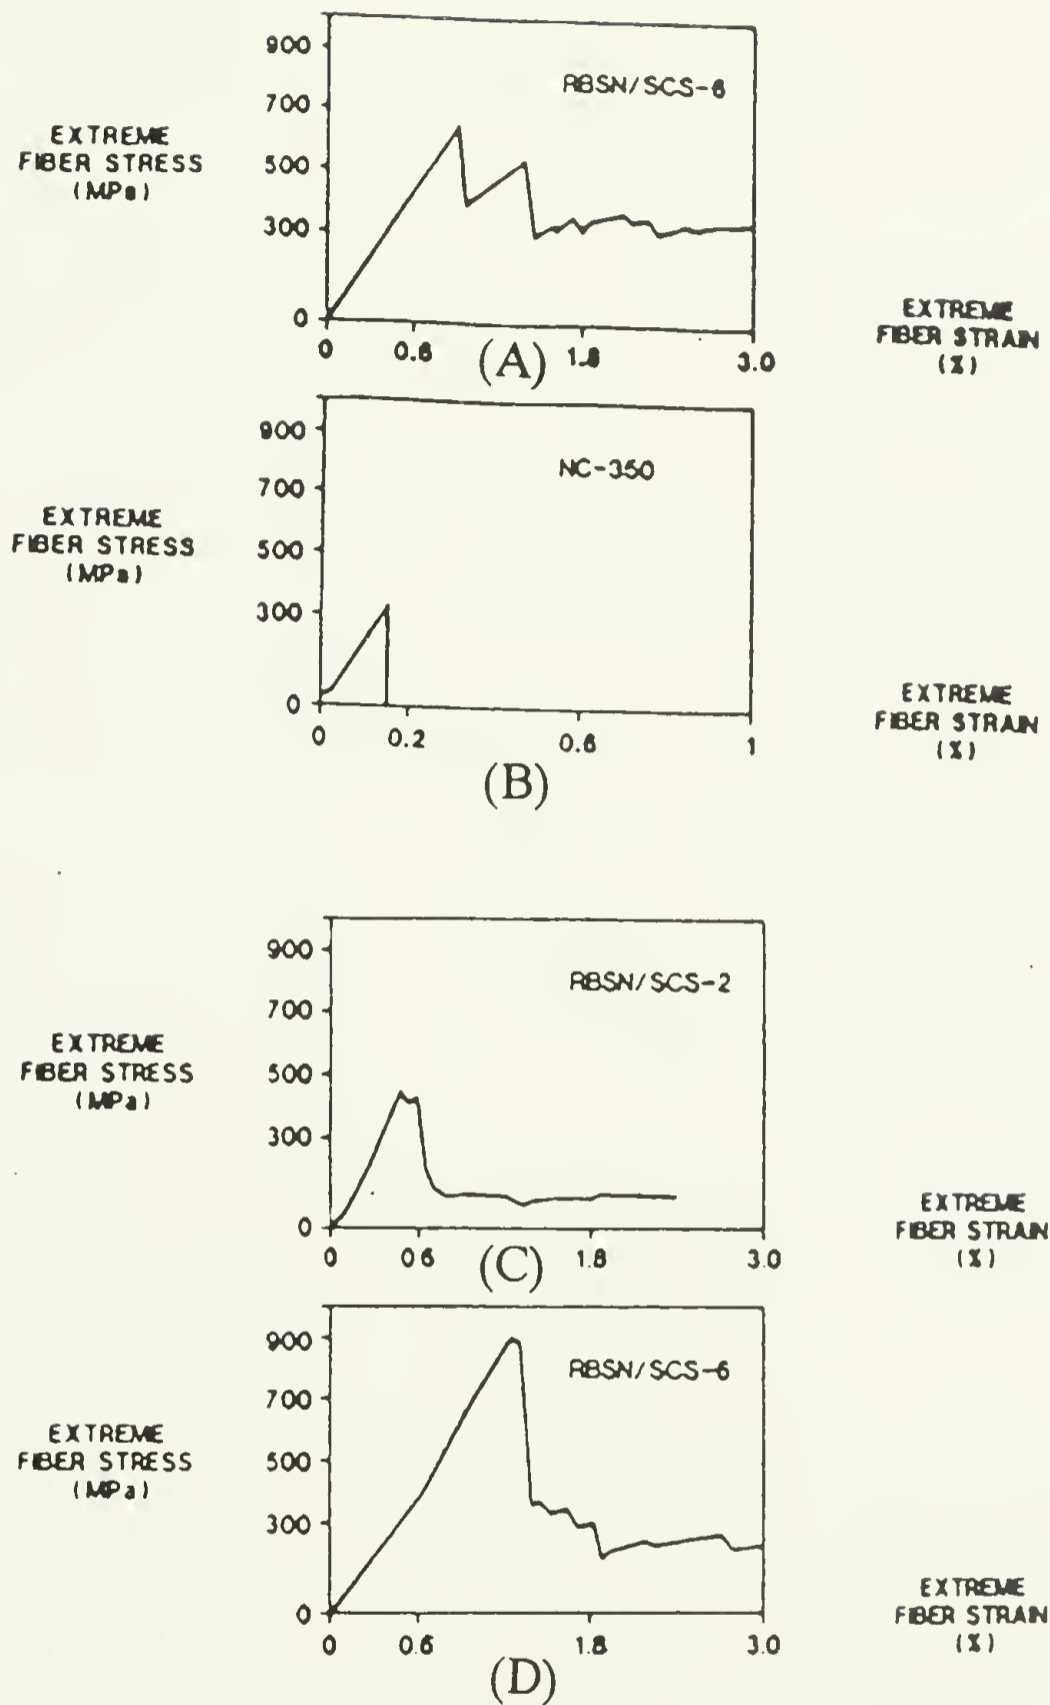 900
RBSN/SCS-6
700
EXTREME
FIBER STRESS
(MPa)
500
300
0
EXTREME
FIBER STRAIN
(%)
0 0.6 1.8 3.0
(A)
900
NC-350
700
EXTREME
FIBER STRESS
(MPa)
500
300
0
EXTREME
FIBER STRAIN
(%)
0 0.2 0.6 1
(B)
900
RBSN/SCS-2
700
EXTREME
FIBER STRESS
(MPa)
500
300
0
EXTREME
FIBER STRAIN
(%)
0 0.6 1.8 3.0
(C)
900
RBSN/SCS-6
700
EXTREME
FIBER STRESS
(MPa)
500
300
0
EXTREME
FIBER STRAIN
(%)
0 0.6 1.8 3.0
(D)